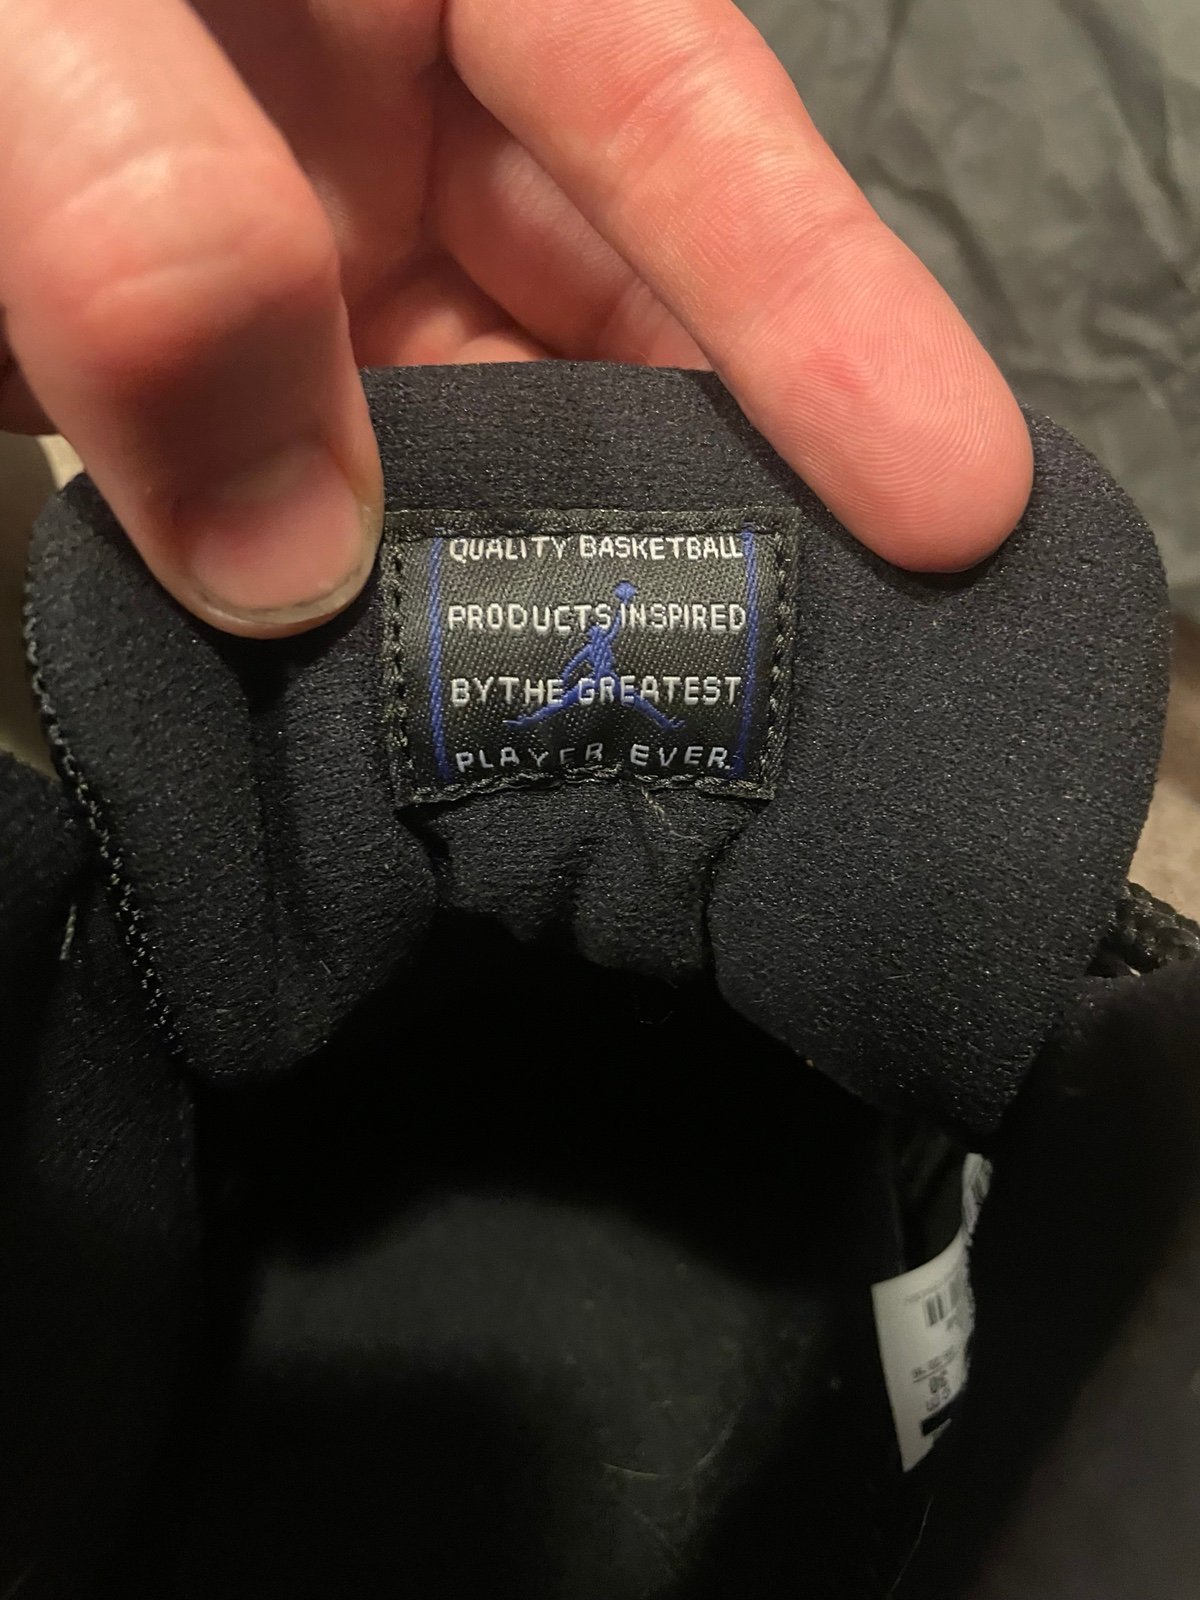 QUALITY BASKETBALL
PRODUCTS INSPIRED
BY THE GREATEST
PLAYER EVER.